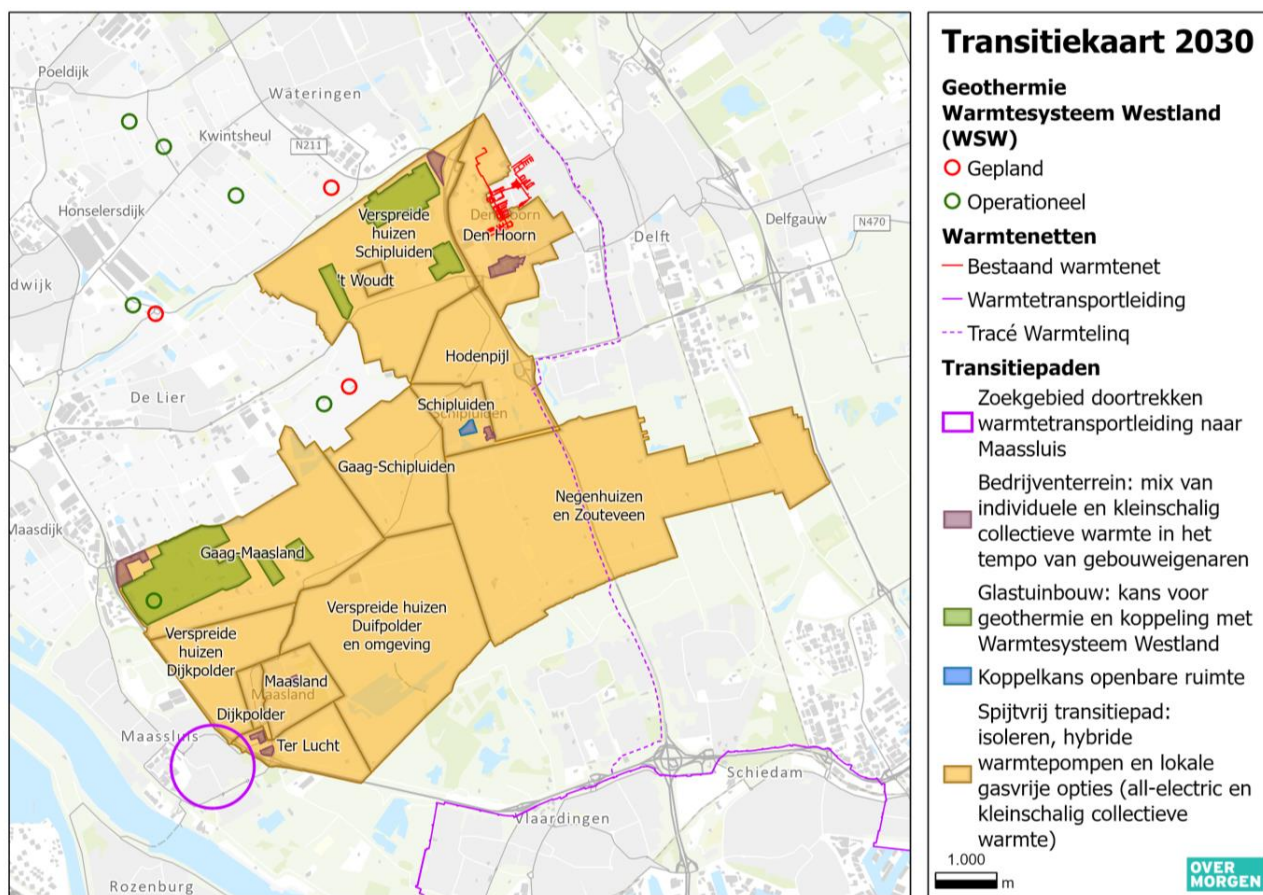 Poeldijk
Wateringen
Kwintsheul
N211
Honselersdijk
Verspreide
huizen
Schipluiden
Den Hoorn
Den Hoorn
Delft
Delfgauw
N470
dwijk
't Woudt
Hodenpijl
De Lier
Schipluiden
Schipluiden
Gaag-Schipluiden
Negenhuizen
en Zouteveen
Maasdijk
Gaag-Maasland
Verspreide
huizen
Dijkpolder
Verspreide huizen
Duifpolder
en omgeving
Maasland
Maasland
Dijkpolder
Maassluis
Ter Lucht
Schiedam
Vlaardingen
Rozenburg
Transitiekaart 2030
Geothermie
Warmtesysteem Westland
(WSW)
Gepland
Operationeel
Warmtenetten
Bestaand warmtenet
Warmtetransportleiding
Tracé Warmtelinq
Transitiepaden
Zoekgebied doortrekken
warmtetransportleiding naar
Maassluis
Bedrijventerrein: mix van
individuele en kleinschalig
collectieve warmte in het
tempo van gebouweigenaren
Glastuinbouw: kans voor
geothermie en koppeling met
Warmtesysteem Westland
Koppelkans openbare ruimte
Spijtvrij transitiepad:
isoleren, hybride
warmtepompen en lokale
gasvrije opties (all-electric en
kleinschalig collectieve
warmte)
1.000
m
OVER
MORGEN